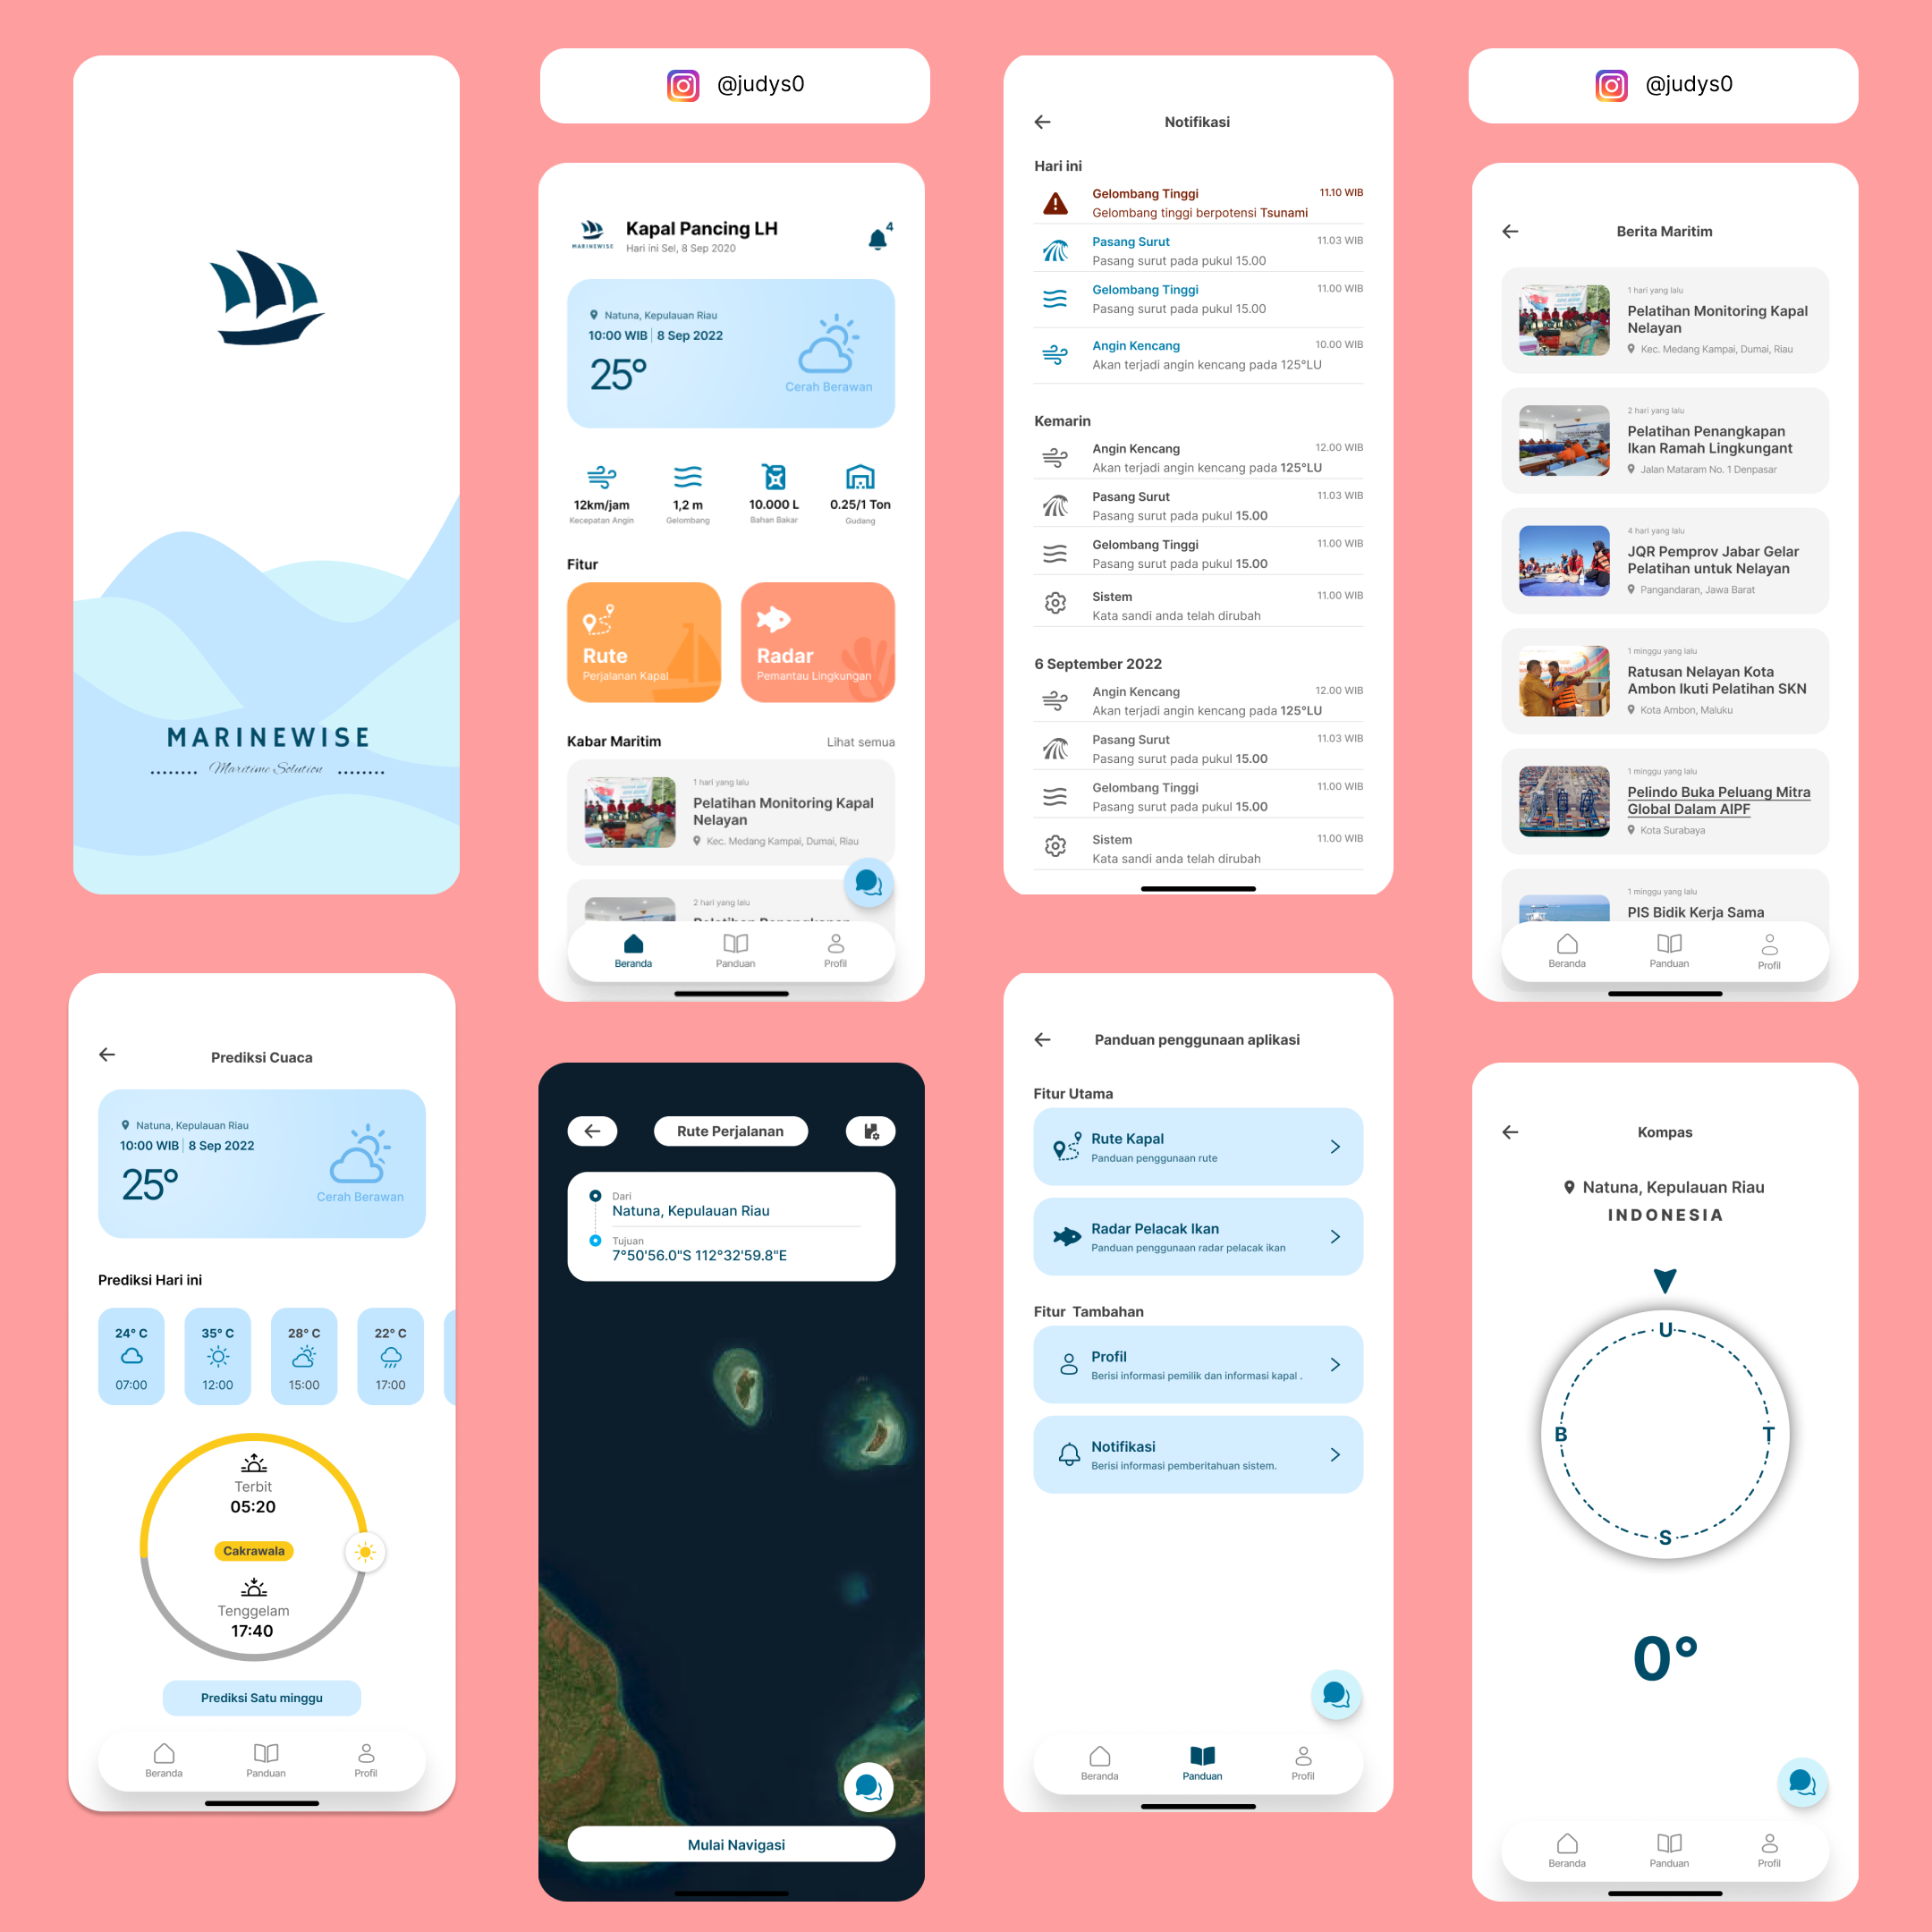 MARINEWISE
Maritime Solution
@judys0
MARINEWISE
Kapal Pancing LH
Hari ini Sel, 8 Sep 2020
4
Natuna, Kepulauan Riau
10:00 WIB | 8 Sep 2022
25°
Cerah Berawan
12km/jam
Kecepatan Angin
1,2 m
Gelombang
10.000 L
Bahan Bakar
0.25/1 Ton
Gudang
Fitur
Rute
Perjalanan Kapal
Radar
Pemantau Lingkungan
Kabar Maritim
Lihat semua
1 hari yang lalu
Pelatihan Monitoring Kapal
Nelayan
Kec. Medang Kampai, Dumai, Riau
2 hari yang lalu
Beranda
Panduan
Profil
Notifikasi
Hari ini
Gelombang Tinggi
11.10 WIB
Gelombang tinggi berpotensi Tsunami
Pasang Surut
11.03 WIB
Pasang surut pada pukul 15.00
Gelombang Tinggi
11.00 WIB
Pasang surut pada pukul 15.00
Angin Kencang
10.00 WIB
Akan terjadi angin kencang pada 125°LU
Kemarin
Angin Kencang
12.00 WIB
Akan terjadi angin kencang pada 125°LU
Pasang Surut
11.03 WIB
Pasang surut pada pukul 15.00
Gelombang Tinggi
11.00 WIB
Pasang surut pada pukul 15.00
Sistem
11.00 WIB
Kata sandi anda telah dirubah
6 September 2022
Angin Kencang
12.00 WIB
Akan terjadi angin kencang pada 125°LU
Pasang Surut
11.03 WIB
Pasang surut pada pukul 15.00
Gelombang Tinggi
11.00 WIB
Pasang surut pada pukul 15.00
Sistem
11.00 WIB
Kata sandi anda telah dirubah
@judys0
Berita Maritim
1 hari yang lalu
Pelatihan Monitoring Kapal
Nelayan
Kec. Medang Kampai, Dumai, Riau
2 hari yang lalu
Pelatihan Penangkapan
Ikan Ramah Lingkungant
Jalan Mataram No. 1 Denpasar
4 hari yang lalu
JQR Pemprov Jabar Gelar
Pelatihan untuk Nelayan
Pangandaran, Jawa Barat
1 minggu yang lalu
Ratusan Nelayan Kota
Ambon Ikuti Pelatihan SKN
Kota Ambon, Maluku
1 minggu yang lalu
Pelindo Buka Peluang Mitra
Global Dalam AIPF
Kota Surabaya
1 minggu yang lalu
PIS Bidik Kerja Sama
Beranda
Panduan
Profil
Prediksi Cuaca
Natuna, Kepulauan Riau
10:00 WIB | 8 Sep 2022
25°
Cerah Berawan
Prediksi Hari ini
24° C
07:00
35° C
12:00
28° C
15:00
22° C
17:00
Terbit
05:20
Cakrawala
Tenggelam
17:40
Prediksi Satu minggu
Beranda
Panduan
Profil
Rute Perjalanan
Dari
Natuna, Kepulauan Riau
Tujuan
7°50'56.0"S 112°32'59.8"E
Mulai Navigasi
Panduan penggunaan aplikasi
Fitur Utama
Rute Kapal
Panduan penggunaan rute
Radar Pelacak Ikan
Panduan penggunaan radar pelacak ikan
Fitur Tambahan
Profil
Berisi informasi pemilik dan informasi kapal .
Notifikasi
Berisi informasi pemberitahuan sistem.
Beranda
Panduan
Profil
Kompas
Natuna, Kepulauan Riau
INDONESIA
U
B
T
S
0°
Beranda
Panduan
Profil